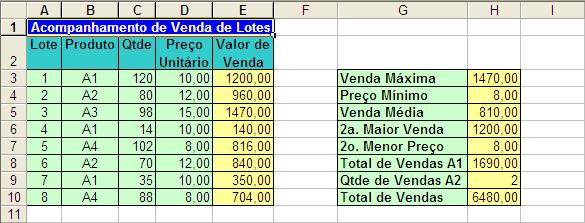 A B C D E F G H I
1 Acompanhamento de Venda de Lotes
Lote Produto Qtde Preço Valor de
2 Unitário Venda
3 1 A1 120 10,00 1200,00 Venda Máxima 1470,00
4 2 A2 80 12,00 960,00 Preço Mínimo 8,00
5 3 A3 98 15,00 1470,00 Venda Média 810,00
6 4 A1 14 10,00 140,00 2a. Maior Venda 1200,00
7 5 A4 102 8,00 816,00 2o. Menor Preço 8,00
8 6 A2 70 12,00 840,00 Total de Vendas A1 1690,00
9 7 A1 35 10,00 350,00 Qtde de Vendas A2 2
10 8 A4 88 8,00 704,00 Total de Vendas 6480,00
11